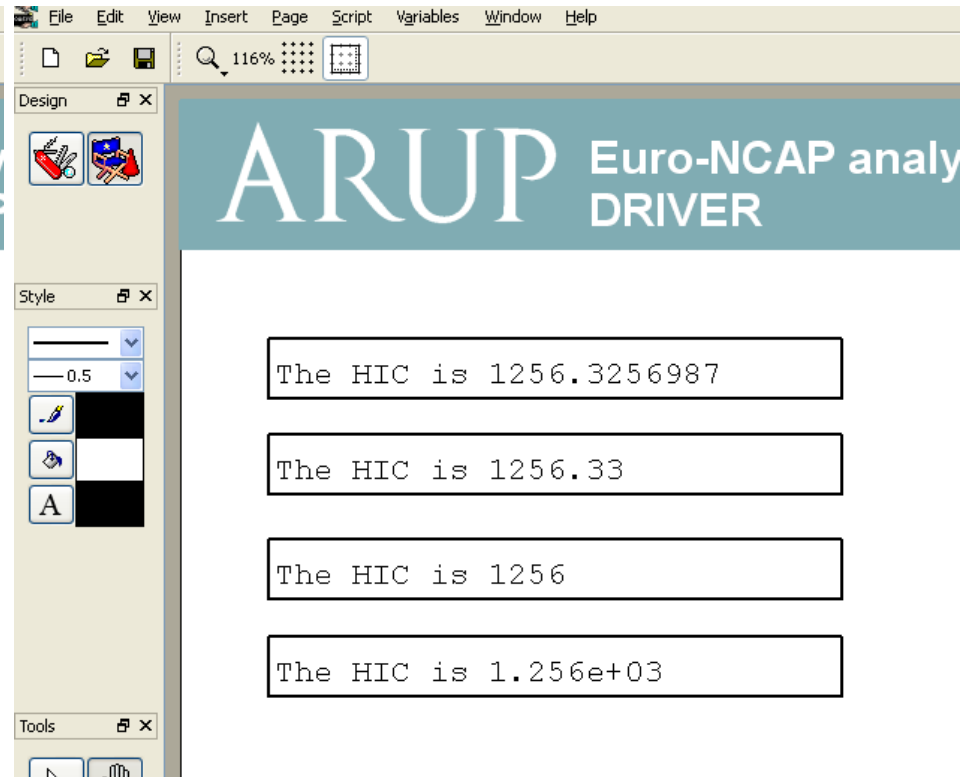 File Edit View Insert Page Script Variables Window Help
116%
Design
ARUP
Euro-NCAP analy
DRIVER
Style
0.5
A
The HIC is 1256.3256987
The HIC is 1256.33
The HIC is 1256
The HIC is 1.256e+03
Tools